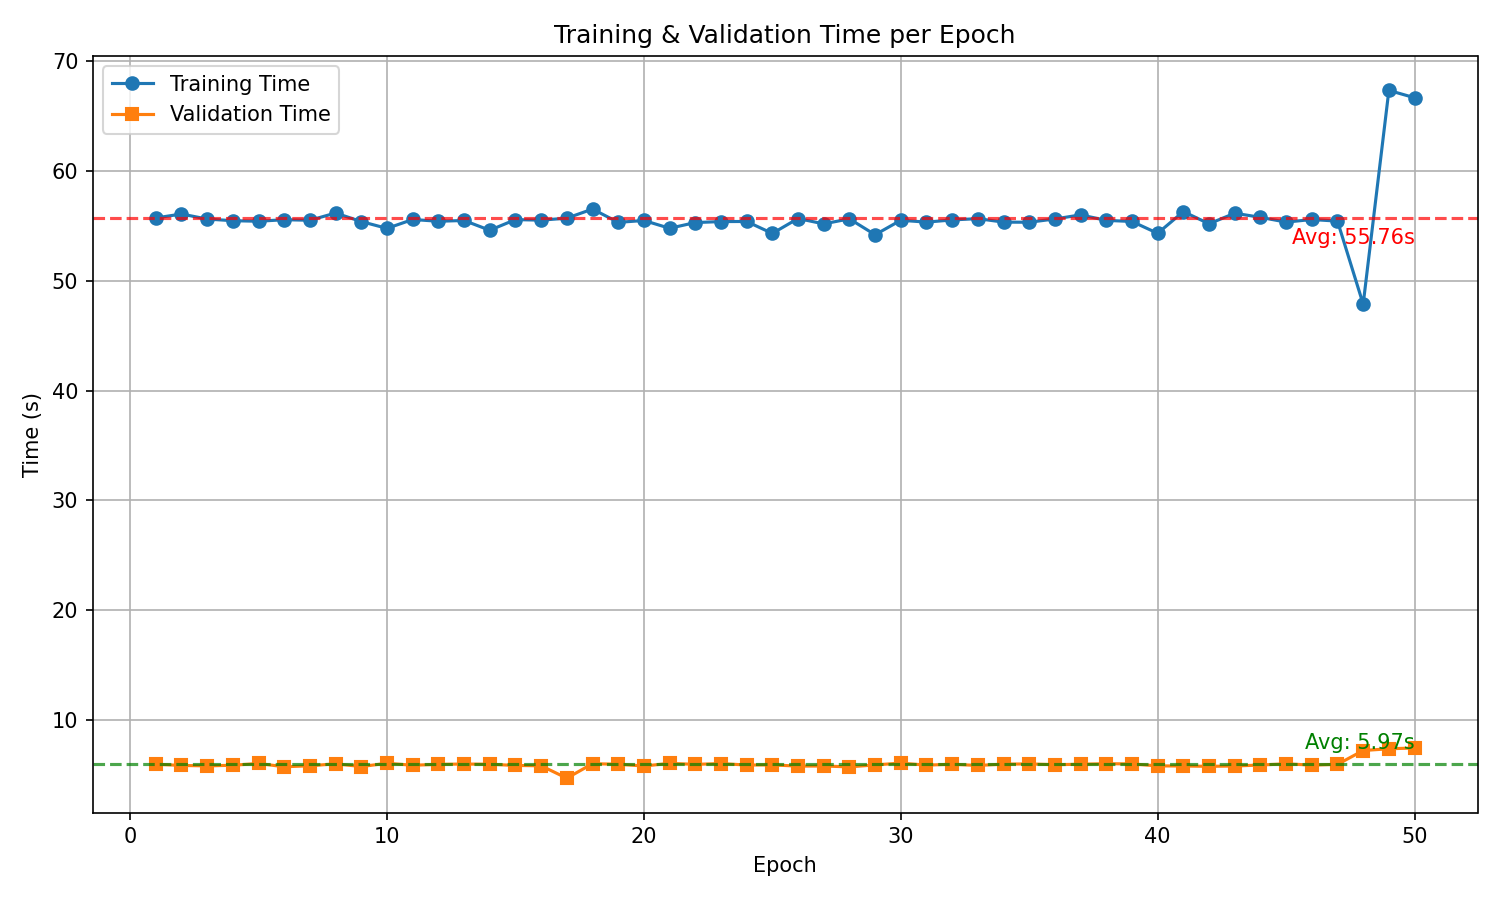 Training & Validation Time per Epoch
70
Training Time
Validation Time
60
Avg: 55.76s
50
40
Time (s)
30
20
10
Avg: 5.97s
0 10 20 30 40 50
Epoch